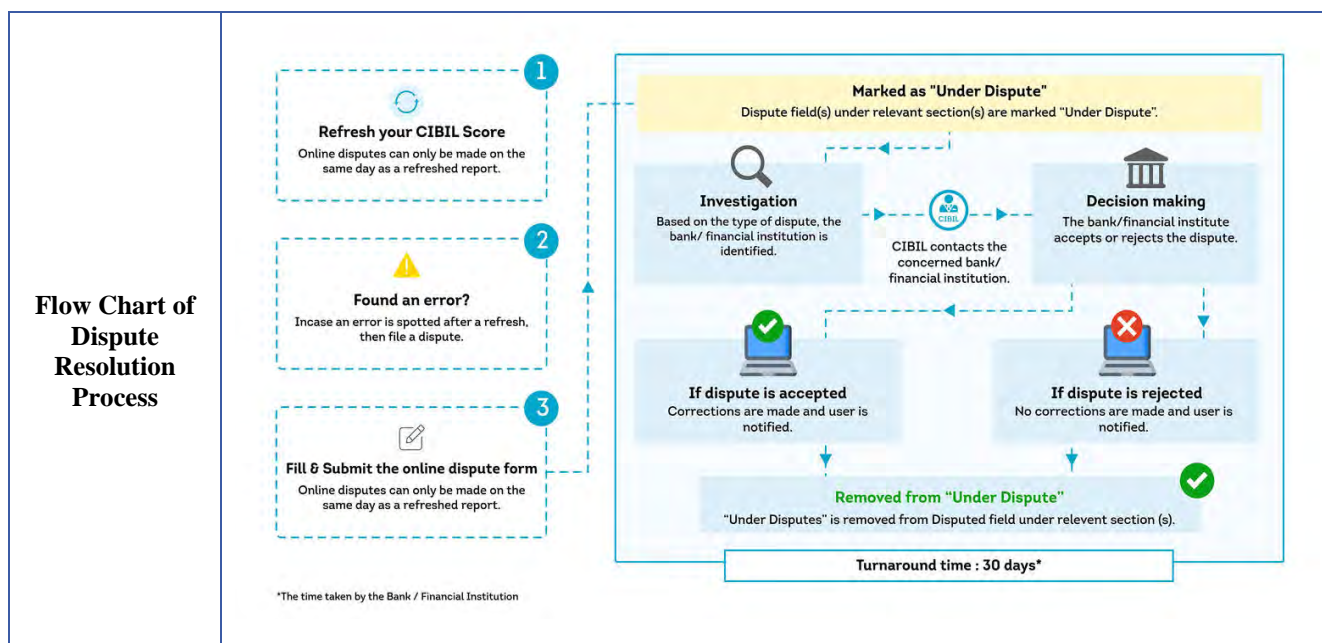 Flow Chart of
Dispute
Resolution
Process
1
Refresh your CIBIL Score
Online disputes can only be made on the
same day as a refreshed report.
2
Found an error?
Incase an error is spotted after a refresh,
then file a dispute.
3
Fill & Submit the online dispute form
Online disputes can only be made on the
same day as a refreshed report.
*The time taken by the Bank / Financial Institution
Marked as "Under Dispute"
Dispute field(s) under relevant section(s) are marked “Under Dispute”.
Investigation
Based on the type of dispute, the
bank/ financial institution is
identified.
CIBIL
CIBIL contacts the
concerned bank/
financial institution.
Decision making
The bank/financial institute
accepts or rejects the dispute.
If dispute is accepted
Corrections are made and user is
notified.
If dispute is rejected
No corrections are made and user is
notified.
Removed from “Under Dispute”
“Under Disputes” is removed from Disputed field under relevent section (s).
Turnaround time : 30 days*